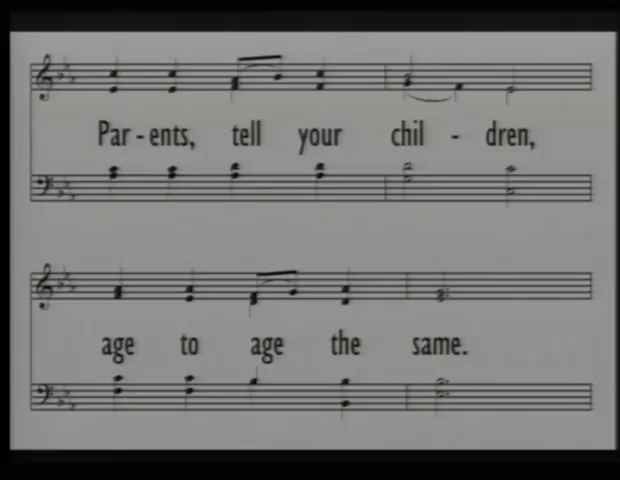 Par - ents, tell your chil - dren,
age to age the same.